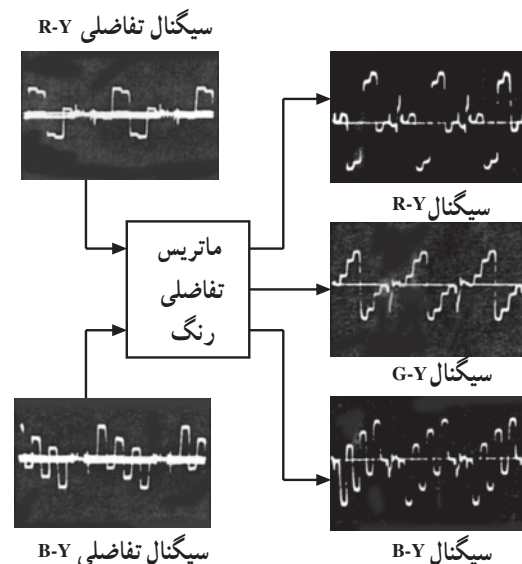 سیگنال تفاضلی R-Y
سیگنال R-Y
ماتریس
تفاضلی
رنگ
سیگنال G-Y
سیگنال تفاضلی B-Y
سیگنال B-Y